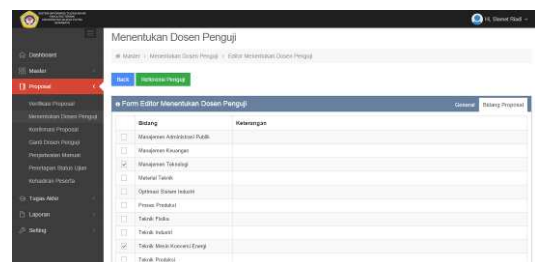 Hi, Slamet Riadi
Menentukan Dosen Penguji
Master > Menentukan Dosen Penguji > Editor Menentukan Dosen Penguji
Dashboard
Master
Proposal
Verifikasi Proposal
Menentukan Dosen Penguji
Konfirmasi Proposal
Ganti Dosen Penguji
Penjadwalan Manual
Penetapan Status Ujian
Kehadiran Peserta
Tugas Akhir
Laporan
Setting
Back
Referensi Penguji
Form Editor Menentukan Dosen Penguji
General
Bidang Proposal
Bidang
Keterangan
Manajemen Administrasi Publik
Manajemen Keuangan
Manajemen Teknologi
Material Teknik
Optimasi Sistem Industri
Proses Produksi
Teknik Fisika
Teknik Industri
Teknik Mesin Konversi Energi
Teknik Produksi